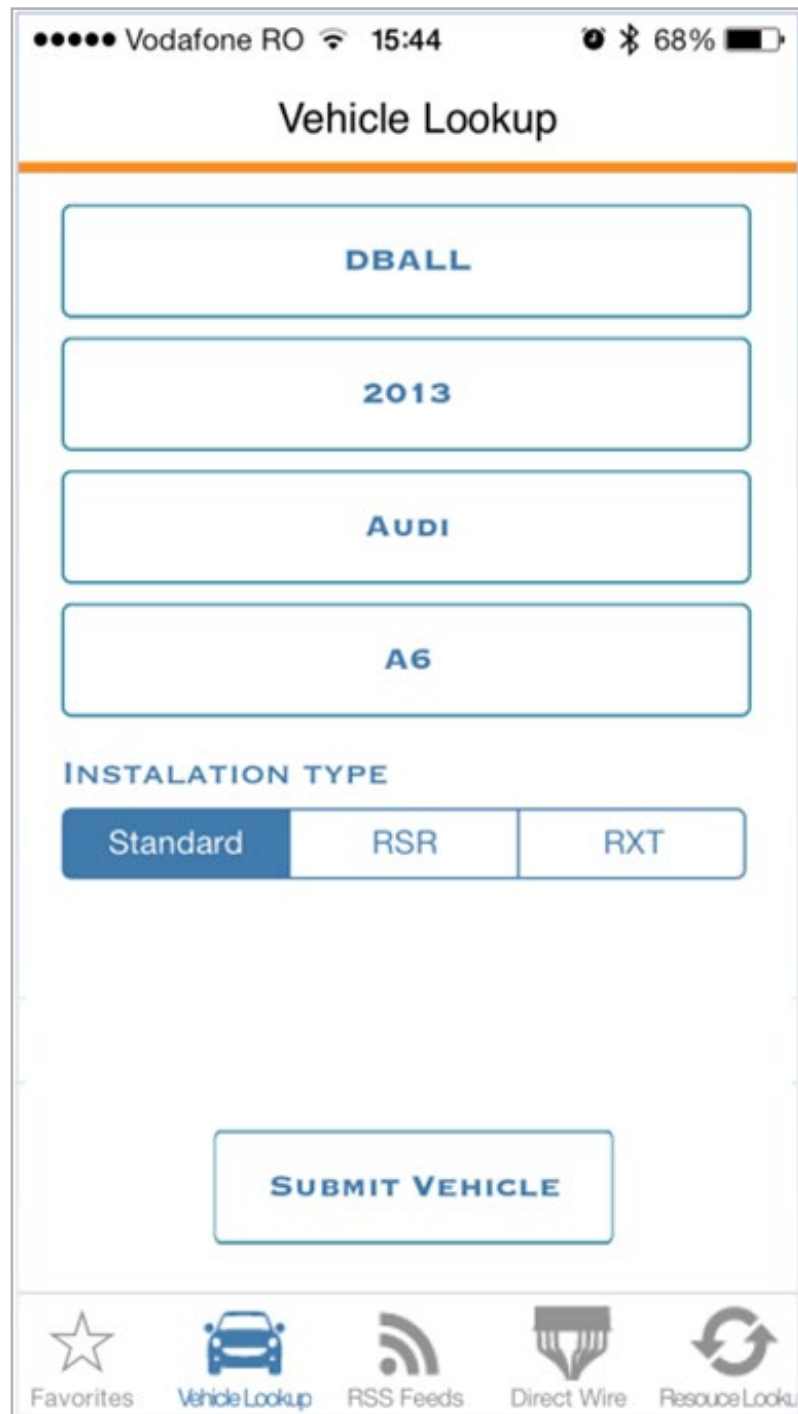 Vodafone RO 15:44 68%
Vehicle Lookup
DBALL
2013
AUDI
A6
INSTALATION TYPE
Standard RSR RXT
SUBMIT VEHICLE
Favorites Vehicle Lookup RSS Feeds Direct Wire Resouce Looku